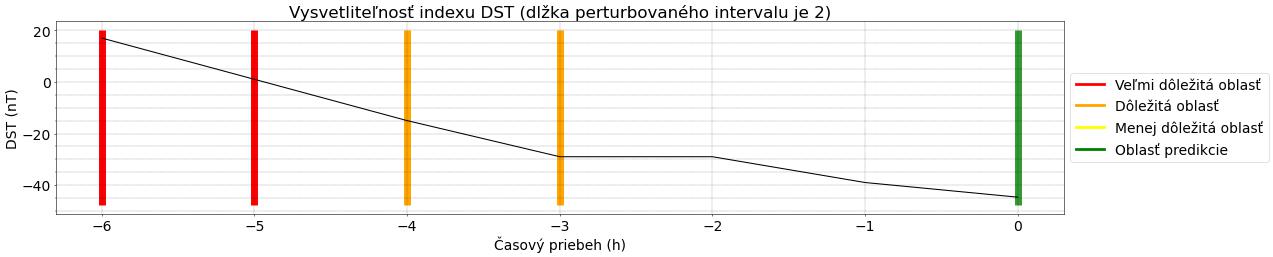 Vysvetliteľnosť indexu DST (dlžka perturbovaného intervalu je 2)
20
0
−20
−40
DST (nT)
−6 −5 −4 −3 −2 −1 0
Časový priebeh (h)
Veľmi dôležitá oblasť
Dôležitá oblasť
Menej dôležitá oblasť
Oblasť predikcie